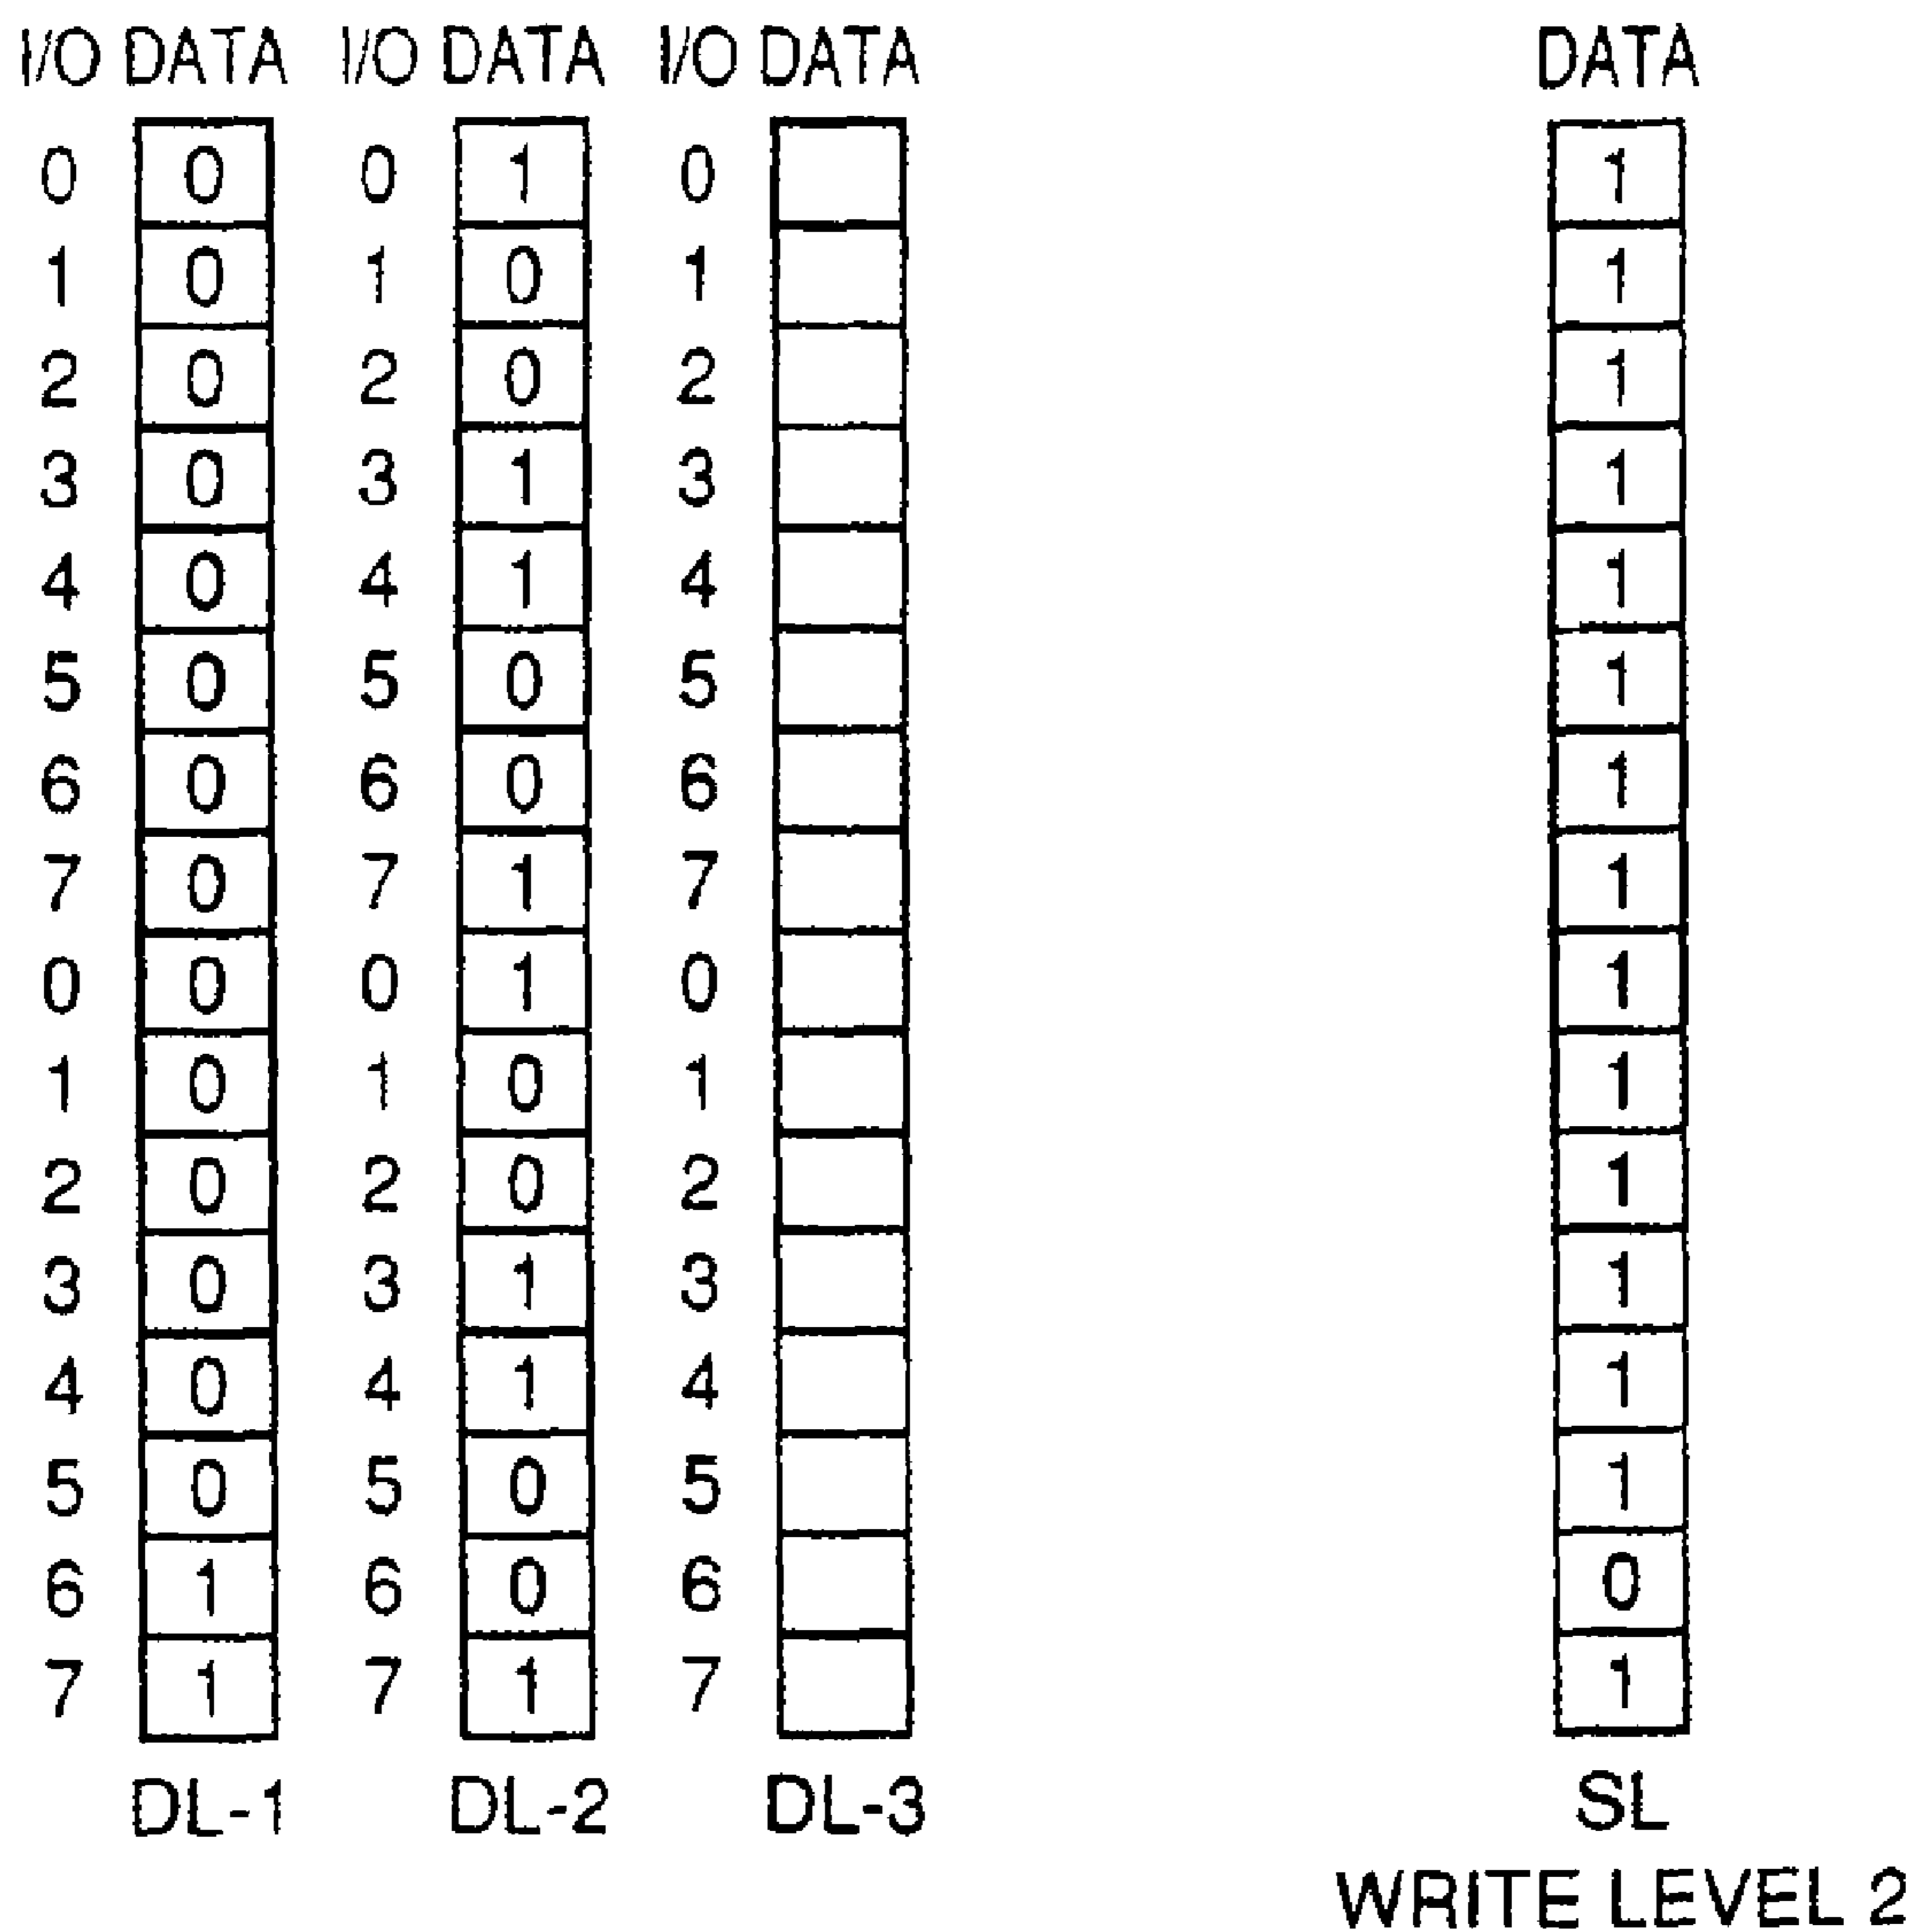 I/O DATA I/O DATA I/O DATA DATA
0 0 0 1 0 1
1 0 1 0 1 1
2 0 2 0 2 1
3 0 3 1 3 1
4 0 4 1 4 1
5 0 5 0 5 1
6 0 6 0 6 1
7 0 7 1 7 1
0 0 0 1 0 1
1 0 1 0 1 1
2 0 2 0 2 1
3 0 3 1 3 1
4 0 4 1 4 1
5 0 5 0 5 1
6 1 6 0 6 0
7 1 7 1 7 1
DL-1 DL-2 DL-3 SL
WRITE LEVEL 2